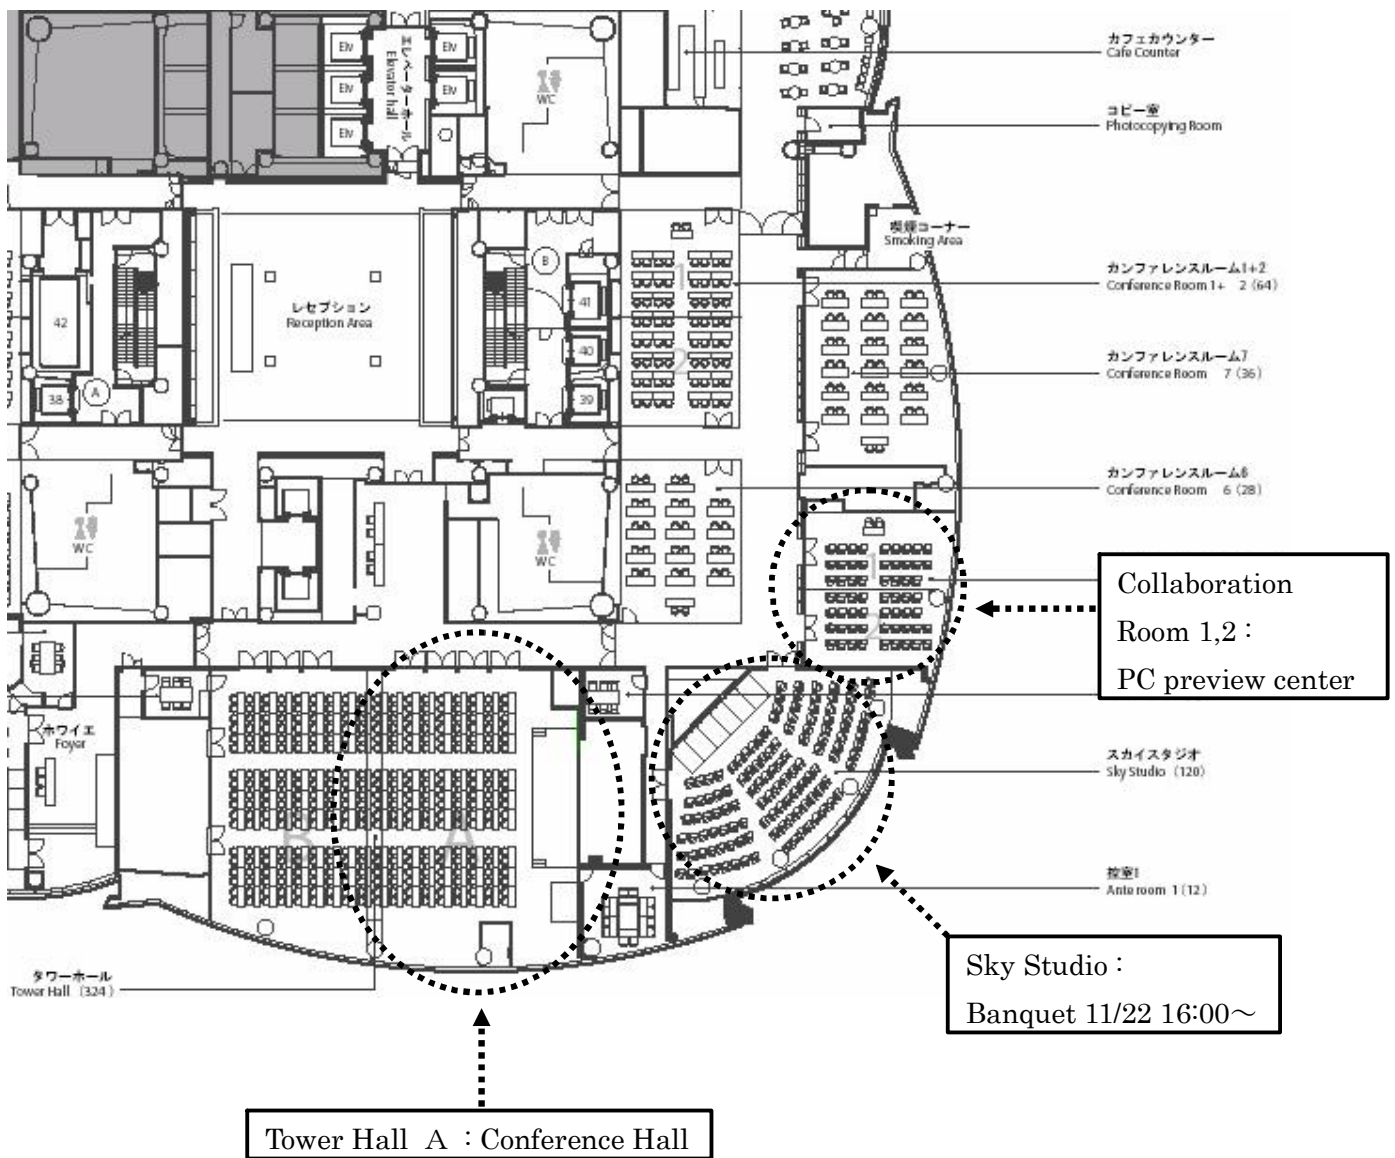 Elv
Elv
Elv
Elv
Elv
エレベーターホール
Elevator hall
WC
カフェカウンター
Cafe Counter
コピー室
Photocopying Room
喫煙コーナー
Smoking Area
カンファレンスルーム1+2
Conference Room 1+ 2 (64)
カンファレンスルーム7
Conference Room 7 (36)
カンファレンスルーム6
Conference Room 6 (28)
レセプション
Reception Area
42
38
A
B
41
40
39
1
2
WC
WC
1
2
Collaboration
Room 1,2 :
PC preview center
ホワイエ
Foyer
B
A
スカイスタジオ
Sky Studio (120)
控室1
Ante room 1 (12)
タワーホール
Tower Hall (324)
Sky Studio :
Banquet 11/22 16:00～
Tower Hall A : Conference Hall